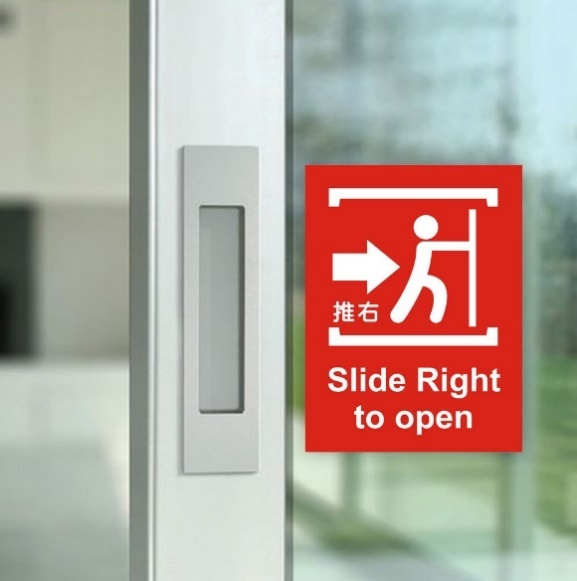 推右
Slide Right
to open